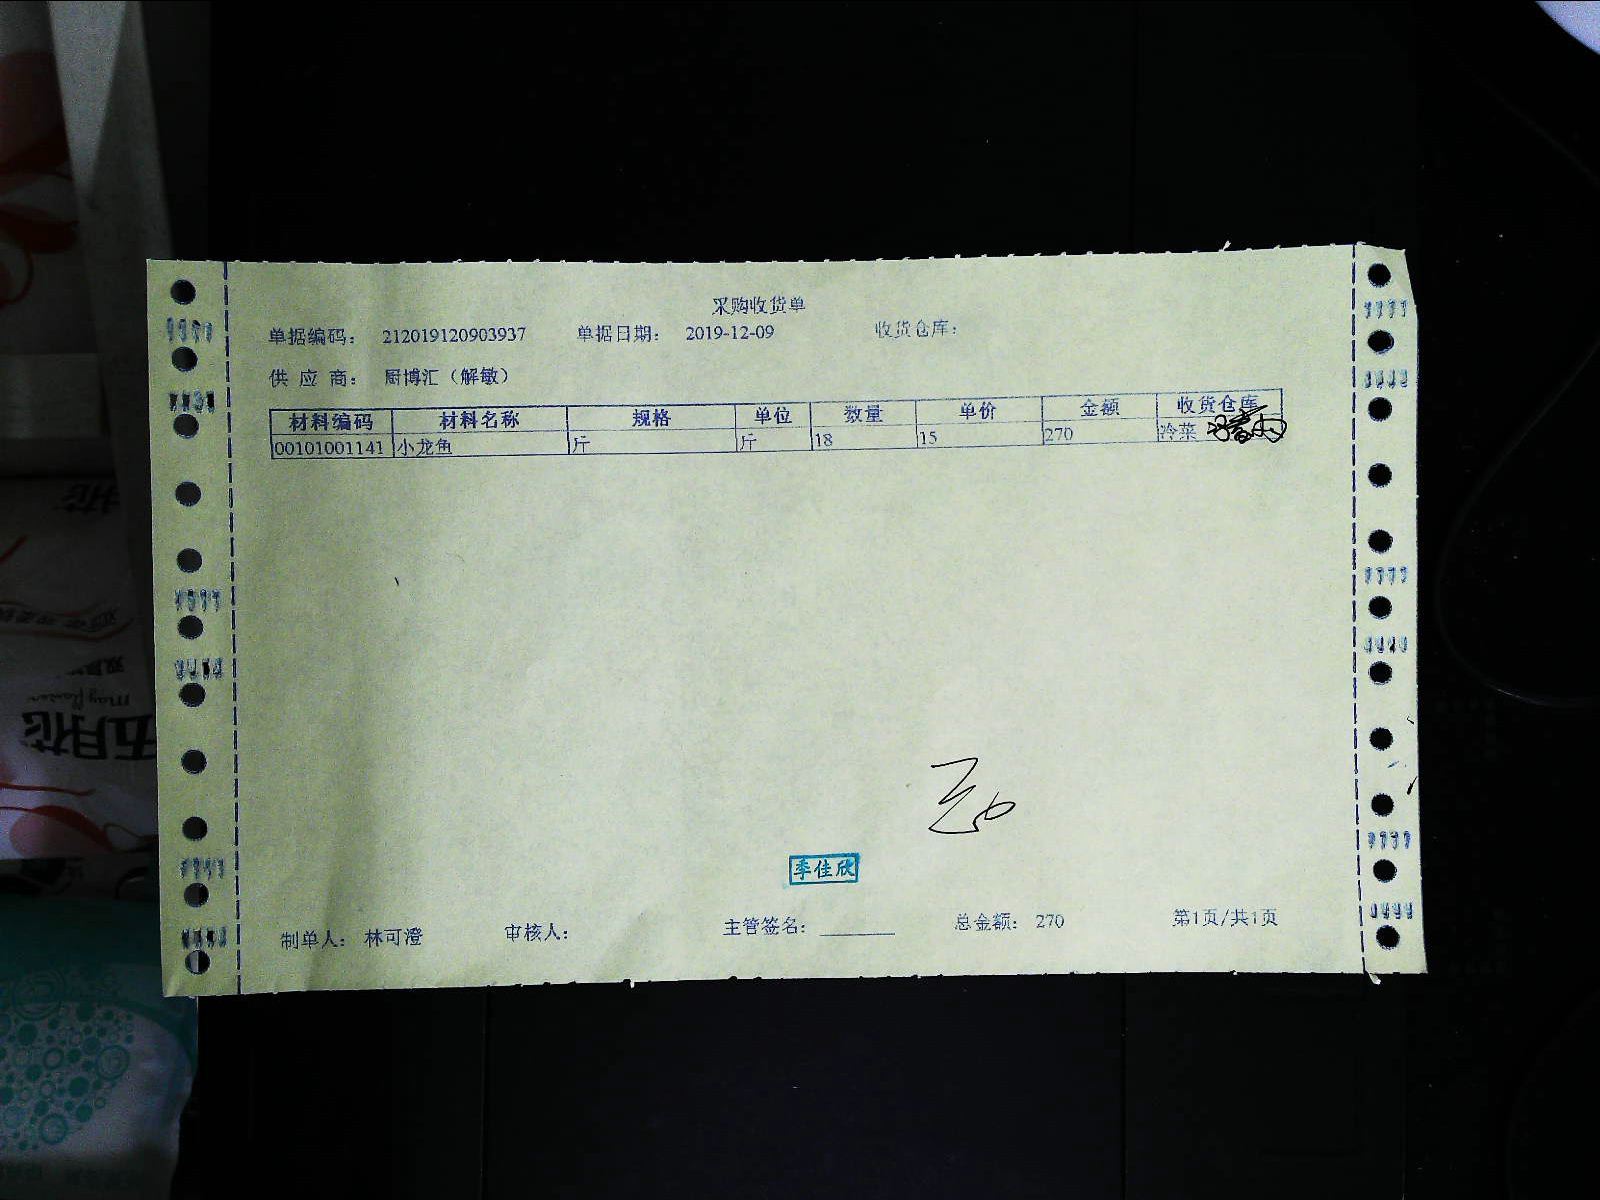 采购收货单
单据编码： 212019120903937 单据日期： 2019-12-09 收货仓库：
供 应 商： 厨博汇（解敏）
材料编码 材料名称 规格 单位 数量 单价 金额 收货仓库
00101001141 小龙鱼 斤 斤 18 15 270 冷菜
季佳欣
制单人： 林可澄 审核人： 主管签名： 总金额： 270 第1页/共1页
五月花
mayflower